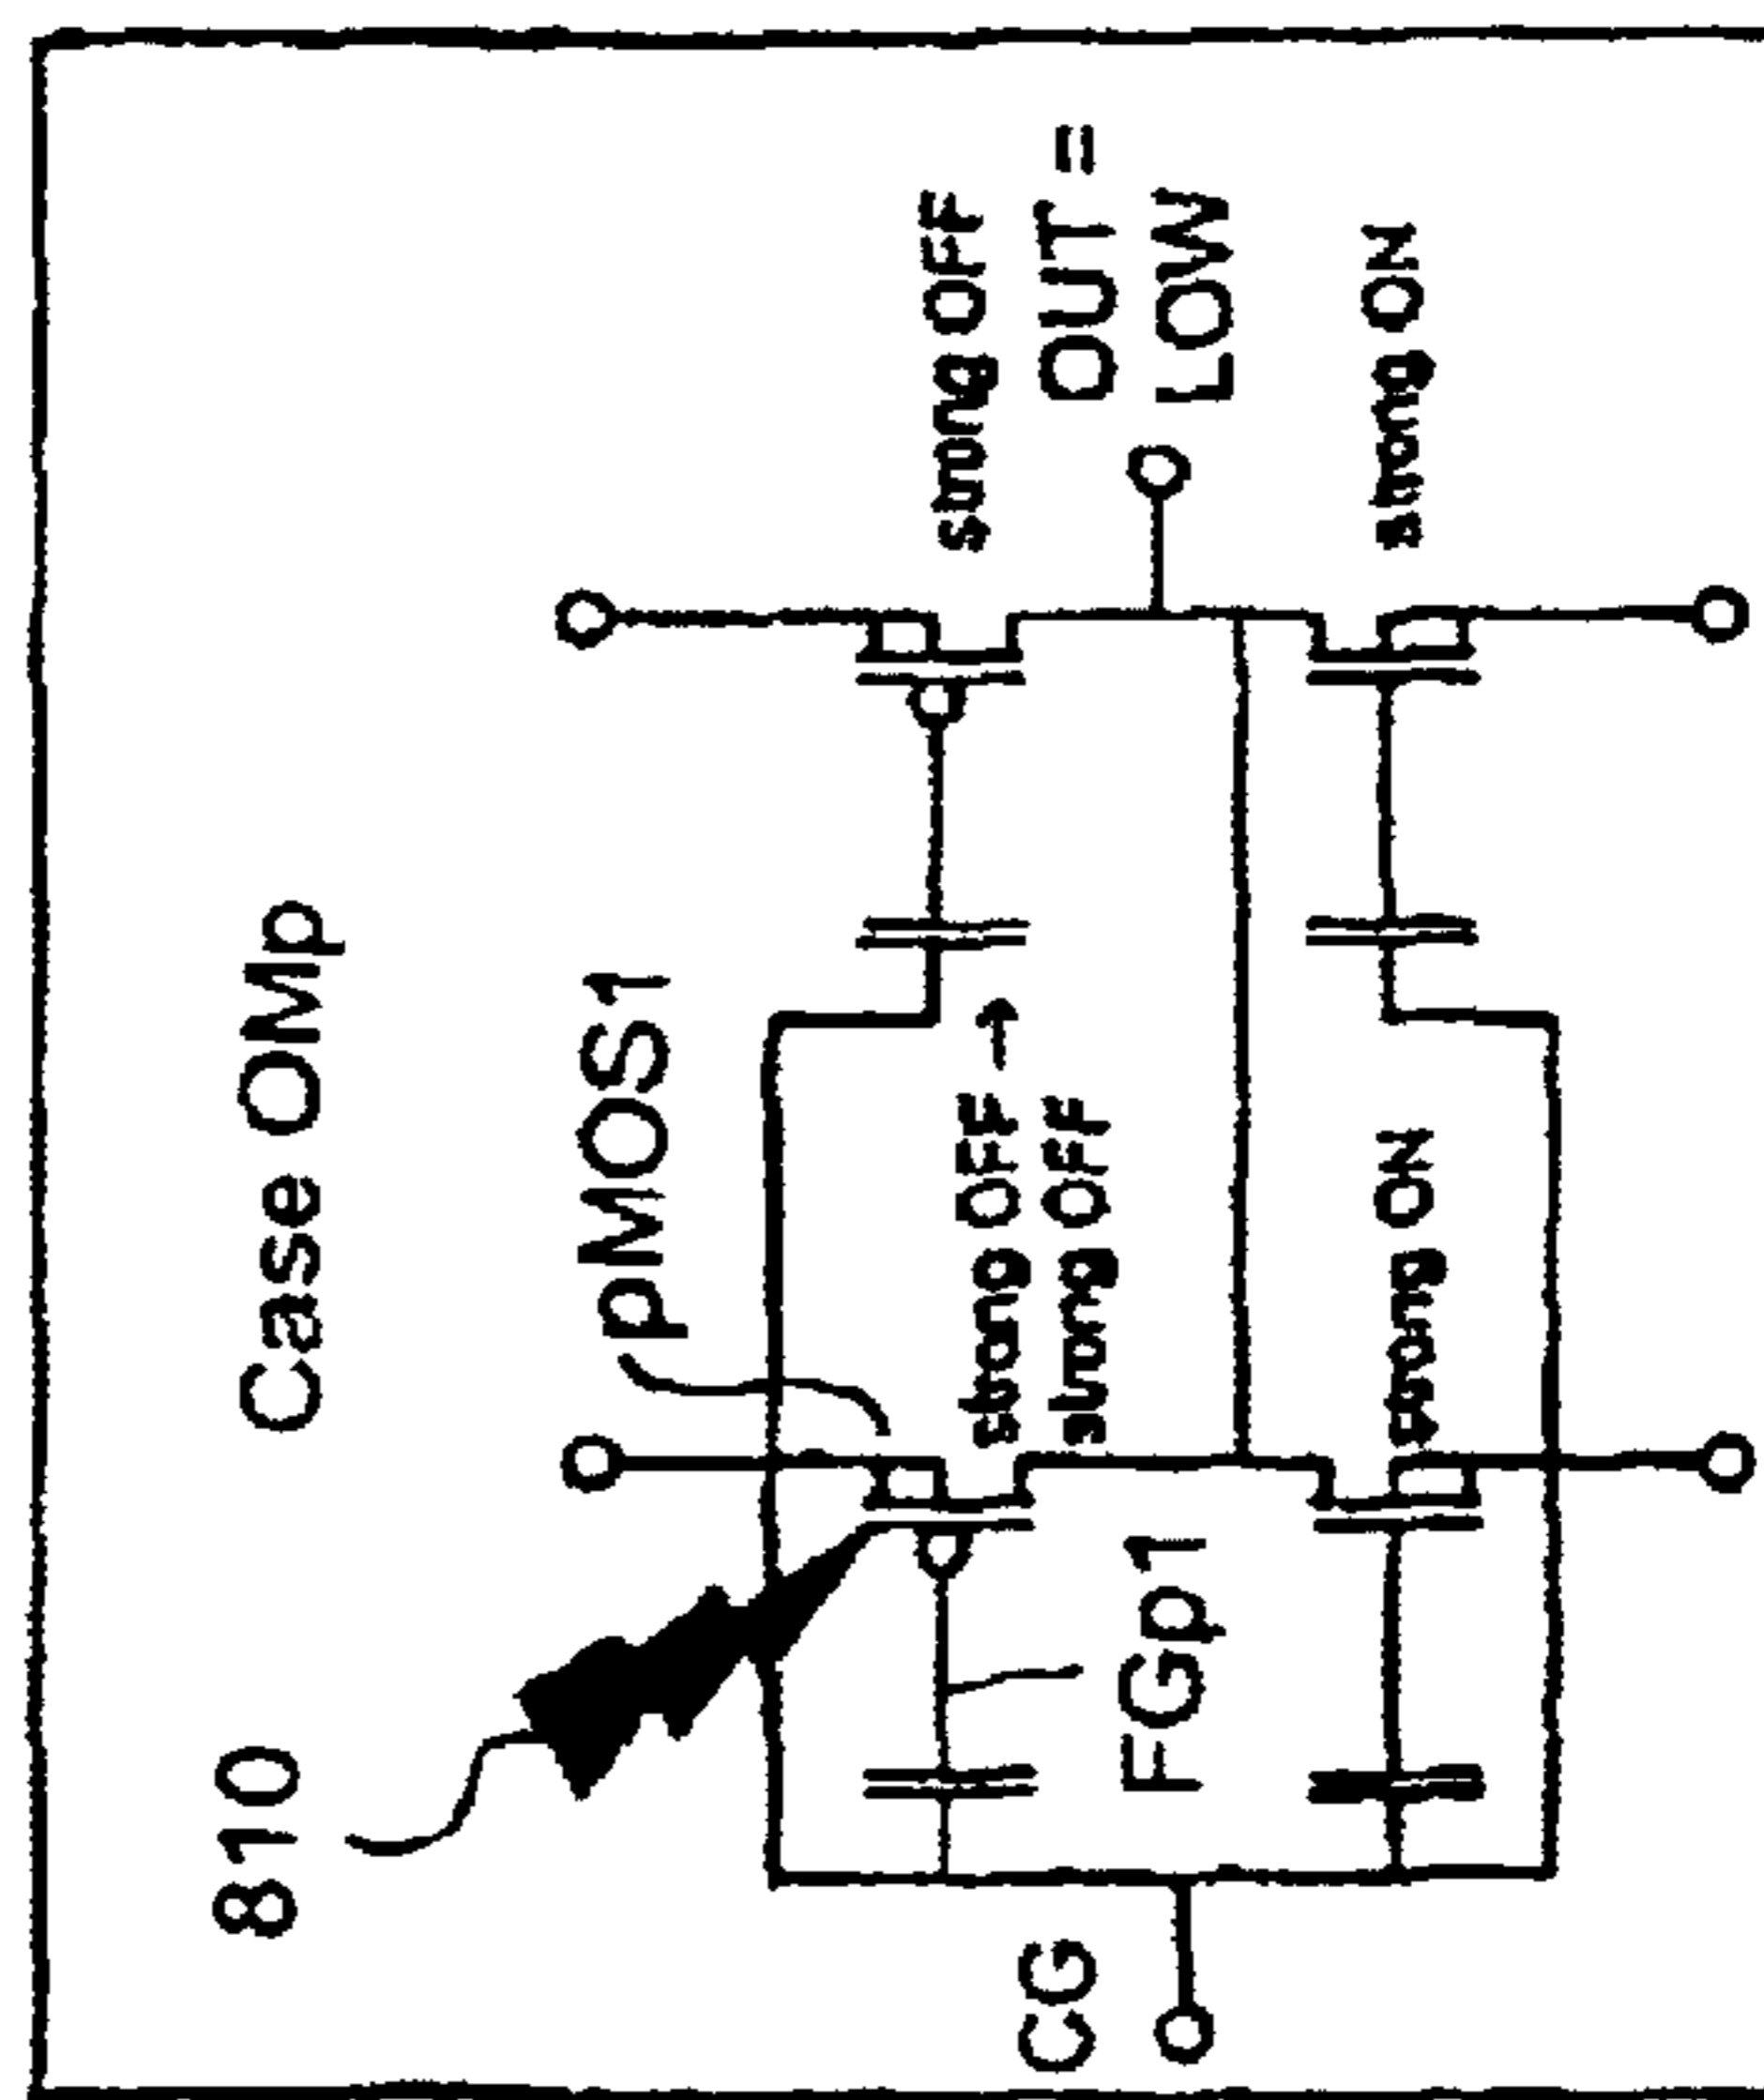 810
Case OMp
pMOS1
strong OFF →
strong OFF
strong OFF
CG
OUT =
LOW
FGp1
strong ON
strong ON